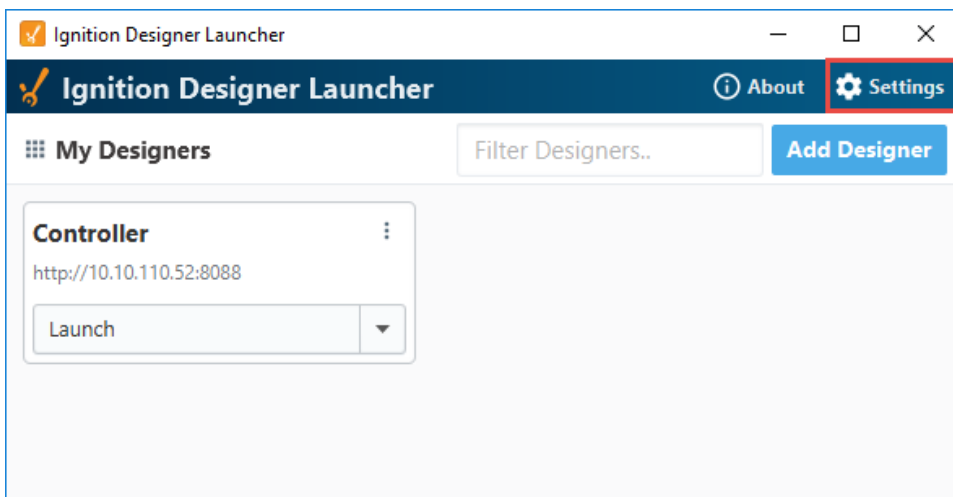 Ignition Designer Launcher
Ignition Designer Launcher About Settings
My Designers Filter Designers.. Add Designer
Controller
http://10.10.110.52:8088
Launch